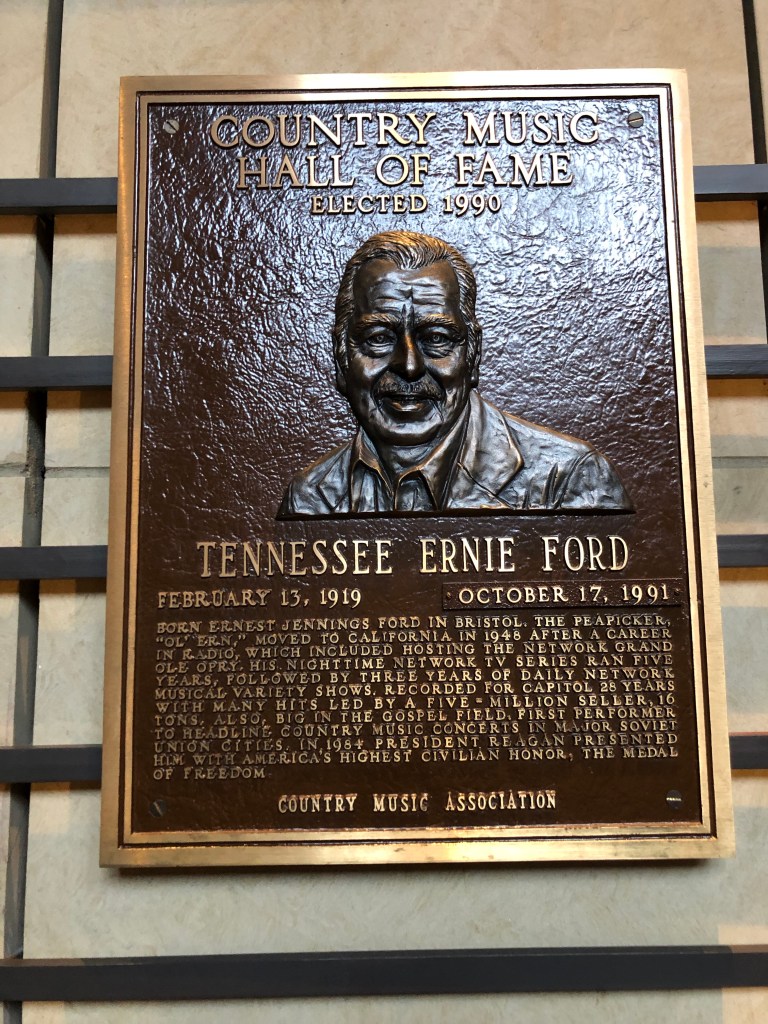 COUNTRY MUSIC
HALL OF FAME
ELECTED 1990
TENNESSEE ERNIE FORD
FEBRUARY 13, 1919 OCTOBER 17, 1991
BORN ERNEST JENNINGS FORD IN BRISTOL. THE PEAPICKER,
"OL' ERN," MOVED TO CALIFORNIA IN 1948 AFTER A CAREER
IN RADIO, WHICH INCLUDED HOSTING THE NETWORK GRAND
OLE OPRY. HIS NIGHTTIME NETWORK TV SERIES RAN FIVE
YEARS, FOLLOWED BY THREE YEARS OF DAILY NETWORK
MUSICAL VARIETY SHOWS. RECORDED FOR CAPITOL 28 YEARS
WITH MANY HITS LED BY A FIVE-MILLION SELLER, 16
TONS. ALSO, BIG IN THE GOSPEL FIELD. FIRST PERFORMER
TO HEADLINE COUNTRY MUSIC CONCERTS IN MAJOR SOVIET
UNION CITIES. IN 1984 PRESIDENT REAGAN PRESENTED
HIM WITH AMERICA'S HIGHEST CIVILIAN HONOR, THE MEDAL
OF FREEDOM.
COUNTRY MUSIC ASSOCIATION